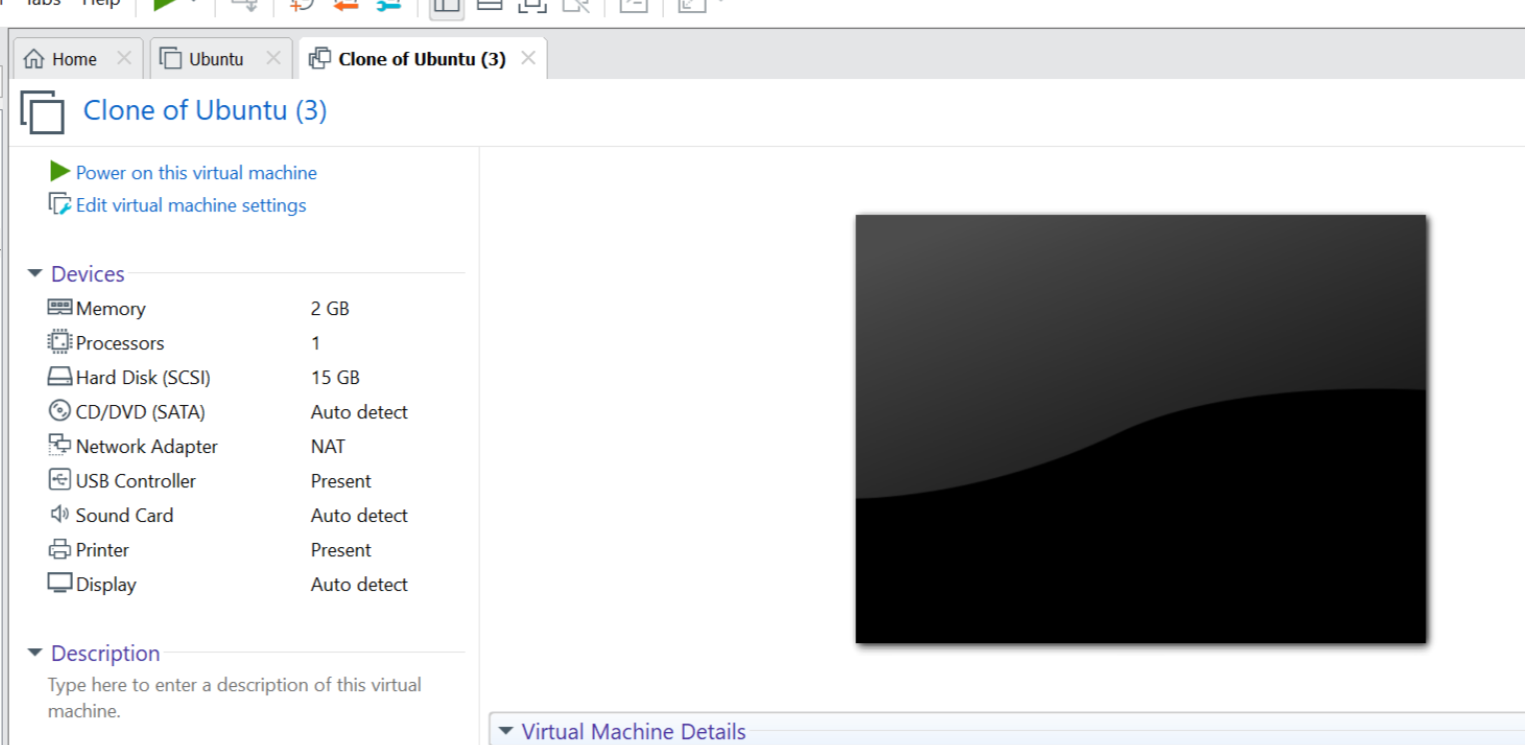 Tabs Help
Home
Ubuntu
Clone of Ubuntu (3)
Clone of Ubuntu (3)
Power on this virtual machine
Edit virtual machine settings
Devices
Memory 2 GB
Processors 1
Hard Disk (SCSI) 15 GB
CD/DVD (SATA) Auto detect
Network Adapter NAT
USB Controller Present
Sound Card Auto detect
Printer Present
Display Auto detect
Description
Type here to enter a description of this virtual
machine.
Virtual Machine Details